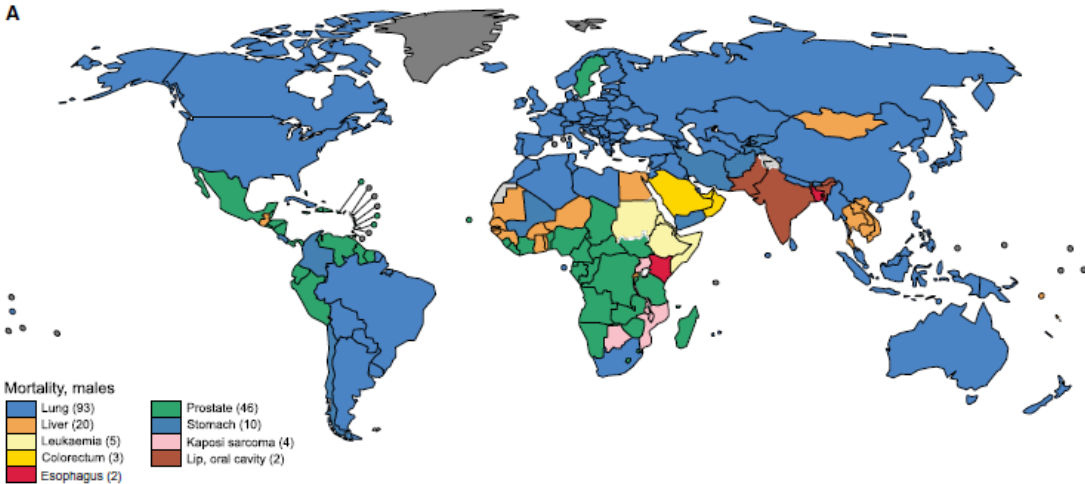 A
Mortality, males
Lung (93)
Liver (20)
Leukaemia (5)
Colorectum (3)
Esophagus (2)
Prostate (46)
Stomach (10)
Kaposi sarcoma (4)
Lip, oral cavity (2)